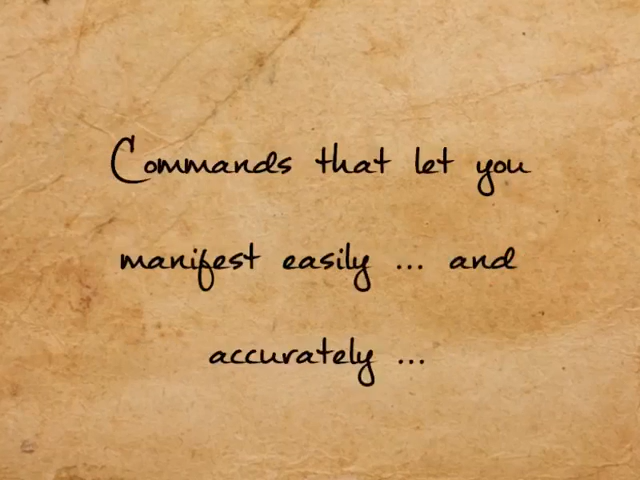 Commands that let you
manifest easily ... and
accurately ...